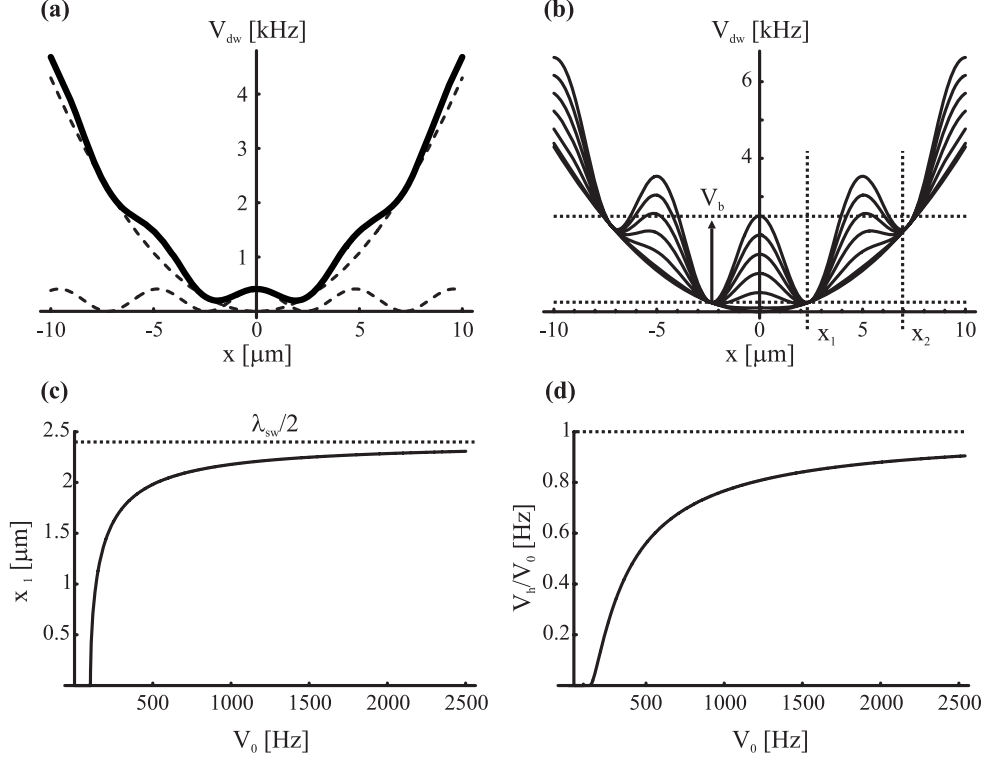 (a)
V_dw [kHz]
4
3
2
1
-10 -5 0 5 10
x [μm]
(b)
V_dw [kHz]
6
4
V_b
-10 -5 0 5 10
x_1 x_2
x [μm]
(c)
2.5
2
1.5
1
0.5
x_1 [μm]
λ_sw/2
500 1000 1500 2000 2500
V_0 [Hz]
(d)
1
0.8
0.6
0.4
0.2
V_h/V_0 [Hz]
500 1000 1500 2000 2500
V_0 [Hz]